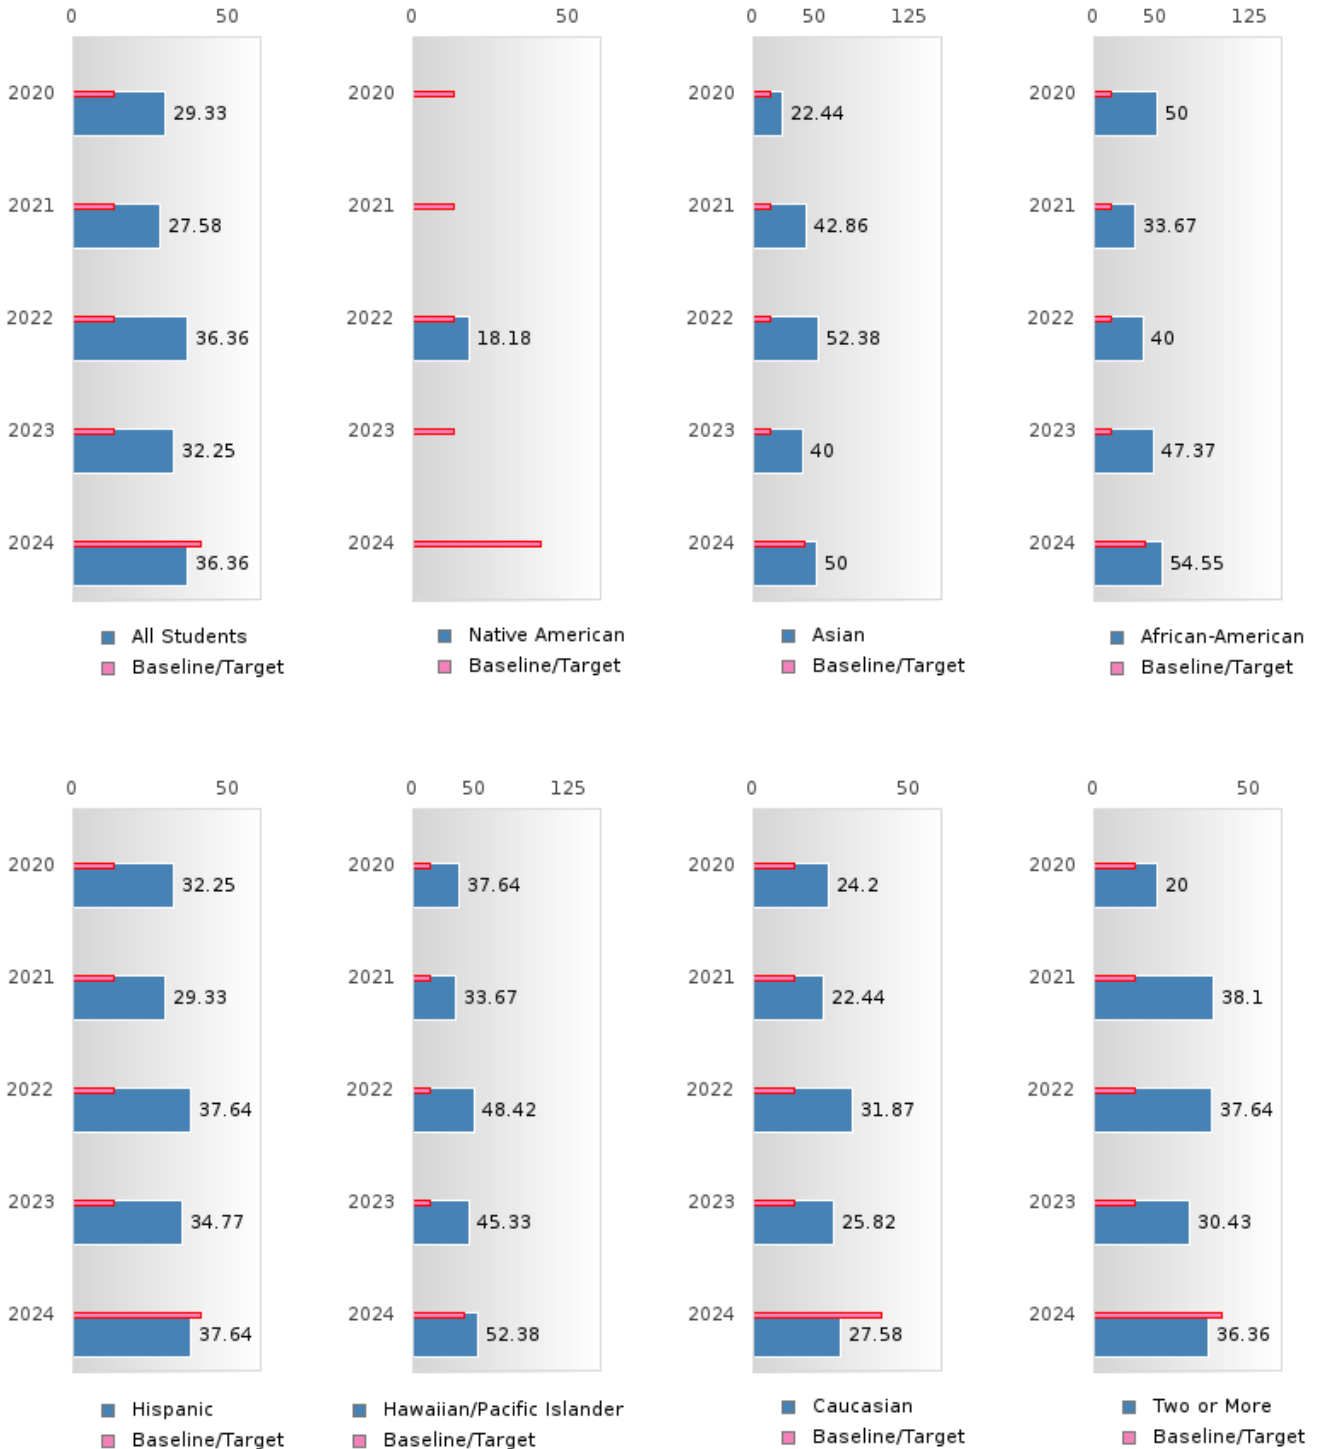 0 50 0 50 0 50 125 0 50 125
2020 29.33 2020 2020 22.44 2020 50
2021 27.58 2021 2021 42.86 2021 33.67
2022 36.36 2022 18.18 2022 52.38 2022 40
2023 32.25 2023 2023 40 2023 47.37
2024 36.36 2024 2024 50 2024 54.55
All Students Native American Asian African-American
Baseline/Target Baseline/Target Baseline/Target Baseline/Target
0 50 0 50 125 0 50 0 50
2020 32.25 2020 37.64 2020 24.2 2020 20
2021 29.33 2021 33.67 2021 22.44 2021 38.1
2022 37.64 2022 48.42 2022 31.87 2022 37.64
2023 34.77 2023 45.33 2023 25.82 2023 30.43
2024 37.64 2024 52.38 2024 27.58 2024 36.36
Hispanic Hawaiian/Pacific Islander Caucasian Two or More
Baseline/Target Baseline/Target Baseline/Target Baseline/Target